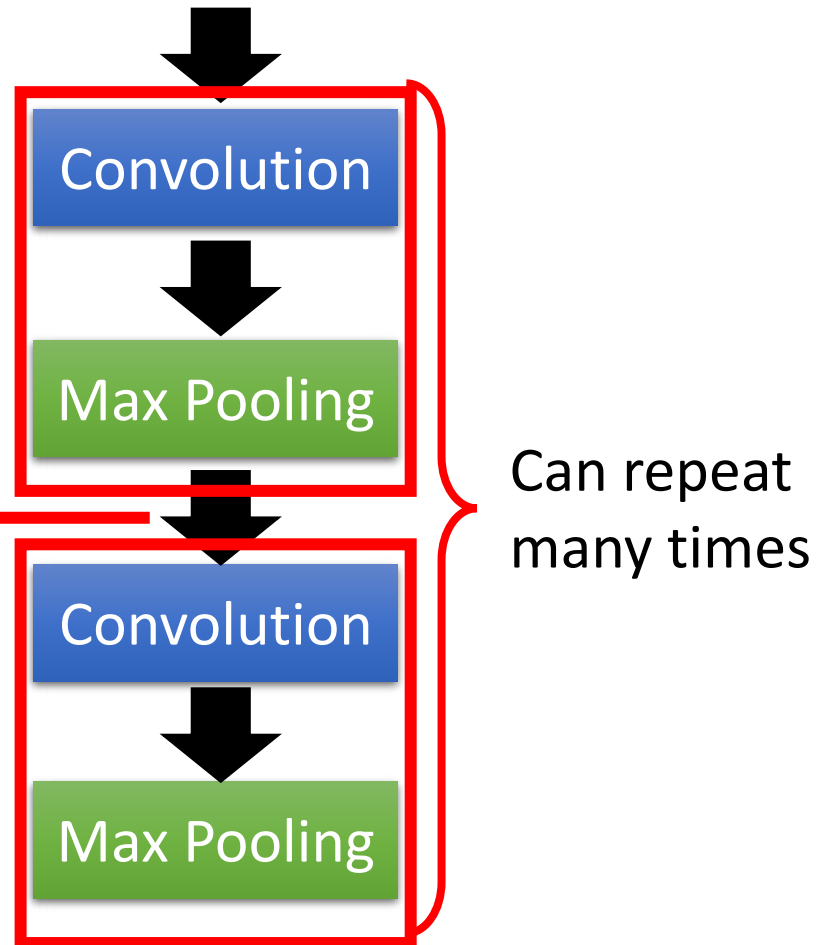 Convolution
Max Pooling
Can repeat
many times
Convolution
Max Pooling